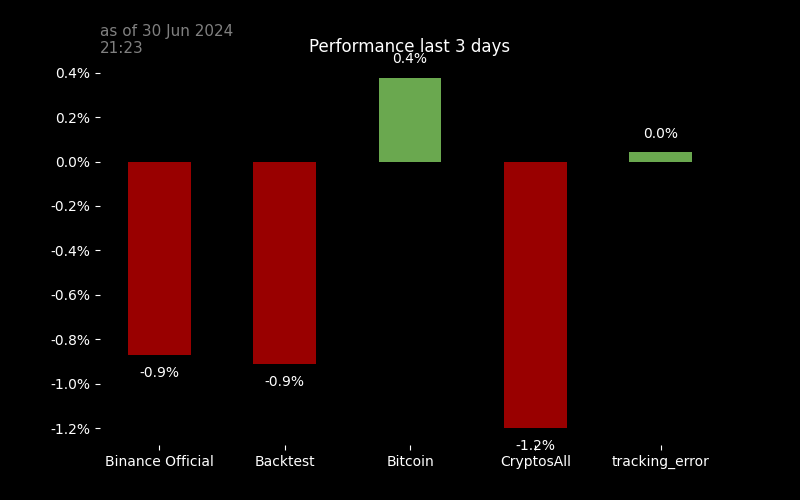 as of 30 Jun 2024
21:23
Performance last 3 days
0.4%
0.4%
0.2%
0.0%
0.0%
-0.2%
-0.4%
-0.6%
-0.8%
-0.9%
-0.9%
-1.0%
-1.2%
-1.2%
Binance Official
Backtest
Bitcoin
CryptosAll
tracking_error